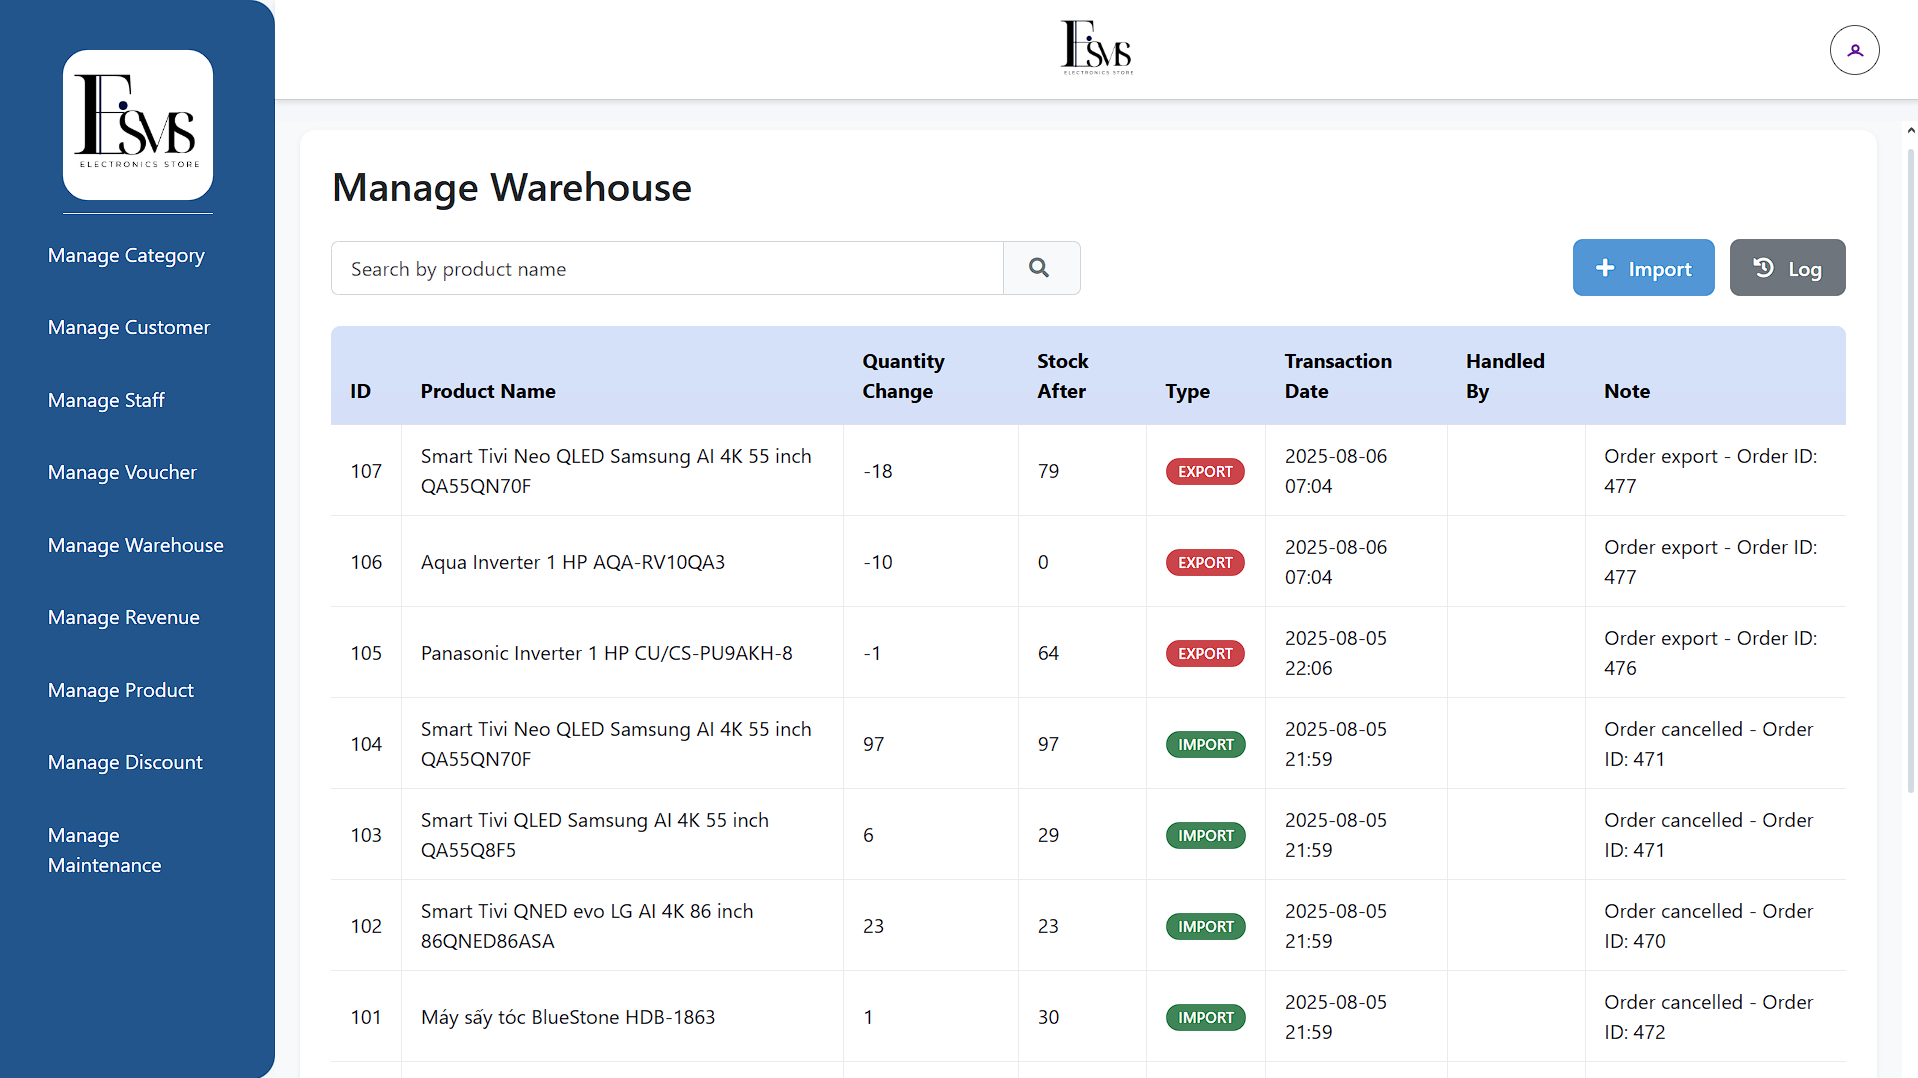 ESMS
ELECTRONICS STORE
Manage Category
Manage Customer
Manage Staff
Manage Voucher
Manage Warehouse
Manage Revenue
Manage Product
Manage Discount
Manage
Maintenance
ESMS
ELECTRONICS STORE
Manage Warehouse
Search by product name
Import
Log
ID Product Name Quantity Change Stock After Type Transaction Date Handled By Note
107 Smart Tivi Neo QLED Samsung AI 4K 55 inch QA55QN70F -18 79 EXPORT 2025-08-06 07:04 Order export - Order ID: 477
106 Aqua Inverter 1 HP AQA-RV10QA3 -10 0 EXPORT 2025-08-06 07:04 Order export - Order ID: 477
105 Panasonic Inverter 1 HP CU/CS-PU9AKH-8 -1 64 EXPORT 2025-08-05 22:06 Order export - Order ID: 476
104 Smart Tivi Neo QLED Samsung AI 4K 55 inch QA55QN70F 97 97 IMPORT 2025-08-05 21:59 Order cancelled - Order ID: 471
103 Smart Tivi QLED Samsung AI 4K 55 inch QA55Q8F5 6 29 IMPORT 2025-08-05 21:59 Order cancelled - Order ID: 471
102 Smart Tivi QNED evo LG AI 4K 86 inch 86QNED86ASA 23 23 IMPORT 2025-08-05 21:59 Order cancelled - Order ID: 470
101 Máy sấy tóc BlueStone HDB-1863 1 30 IMPORT 2025-08-05 21:59 Order cancelled - Order ID: 472